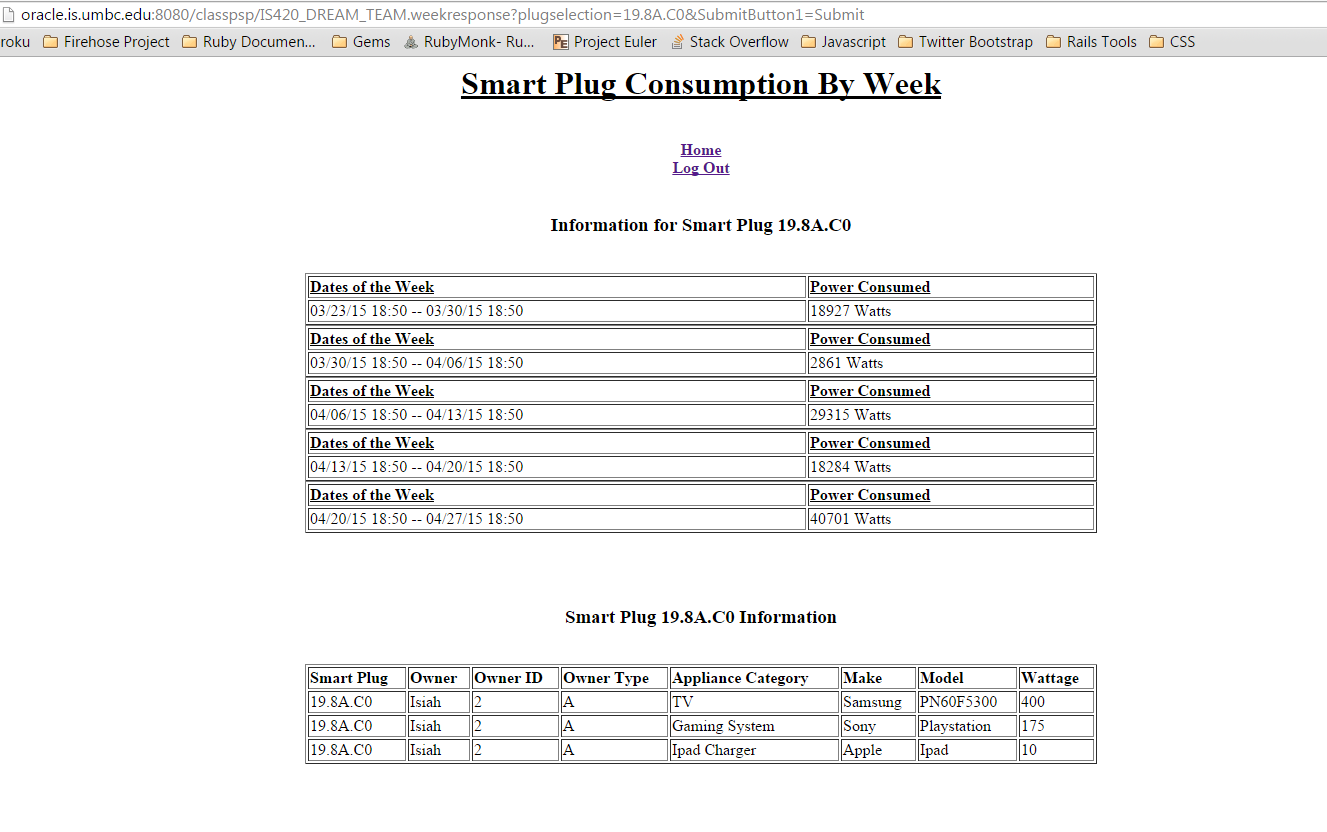 oracle.is.umbc.edu:8080/classpsp/IS420_DREAM_TEAM.weekresponse?plugselection=19.8A.C0&SubmitButton1=Submit
roku Firehose Project Ruby Documen... Gems RubyMonk- Ru... PE Project Euler Stack Overflow Javascript Twitter Bootstrap Rails Tools CSS
Smart Plug Consumption By Week
Home
Log Out
Information for Smart Plug 19.8A.C0
Dates of the Week Power Consumed
03/23/15 18:50 -- 03/30/15 18:50 18927 Watts
Dates of the Week Power Consumed
03/30/15 18:50 -- 04/06/15 18:50 2861 Watts
Dates of the Week Power Consumed
04/06/15 18:50 -- 04/13/15 18:50 29315 Watts
Dates of the Week Power Consumed
04/13/15 18:50 -- 04/20/15 18:50 18284 Watts
Dates of the Week Power Consumed
04/20/15 18:50 -- 04/27/15 18:50 40701 Watts
Smart Plug 19.8A.C0 Information
Smart Plug Owner Owner ID Owner Type Appliance Category Make Model Wattage
19.8A.C0 Isiah 2 A TV Samsung PN60F5300 400
19.8A.C0 Isiah 2 A Gaming System Sony Playstation 175
19.8A.C0 Isiah 2 A Ipad Charger Apple Ipad 10